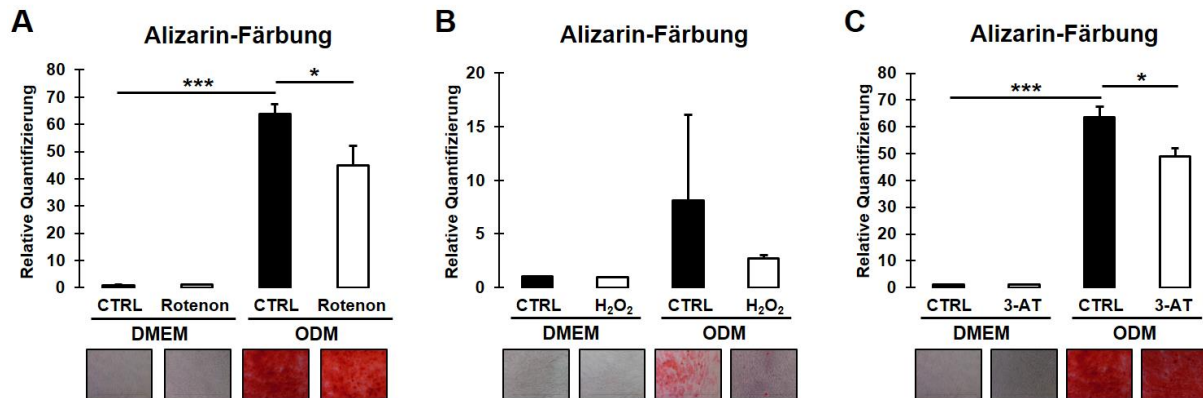 A
Alizarin-Färbung
Relative Quantifizierung
80
70
60
50
40
30
20
10
0
***
*
CTRL Rotenon CTRL Rotenon
DMEM ODM
B
Alizarin-Färbung
Relative Quantifizierung
20
15
10
5
0
CTRL H₂O₂ CTRL H₂O₂
DMEM ODM
C
Alizarin-Färbung
Relative Quantifizierung
80
70
60
50
40
30
20
10
0
***
*
CTRL 3-AT CTRL 3-AT
DMEM ODM